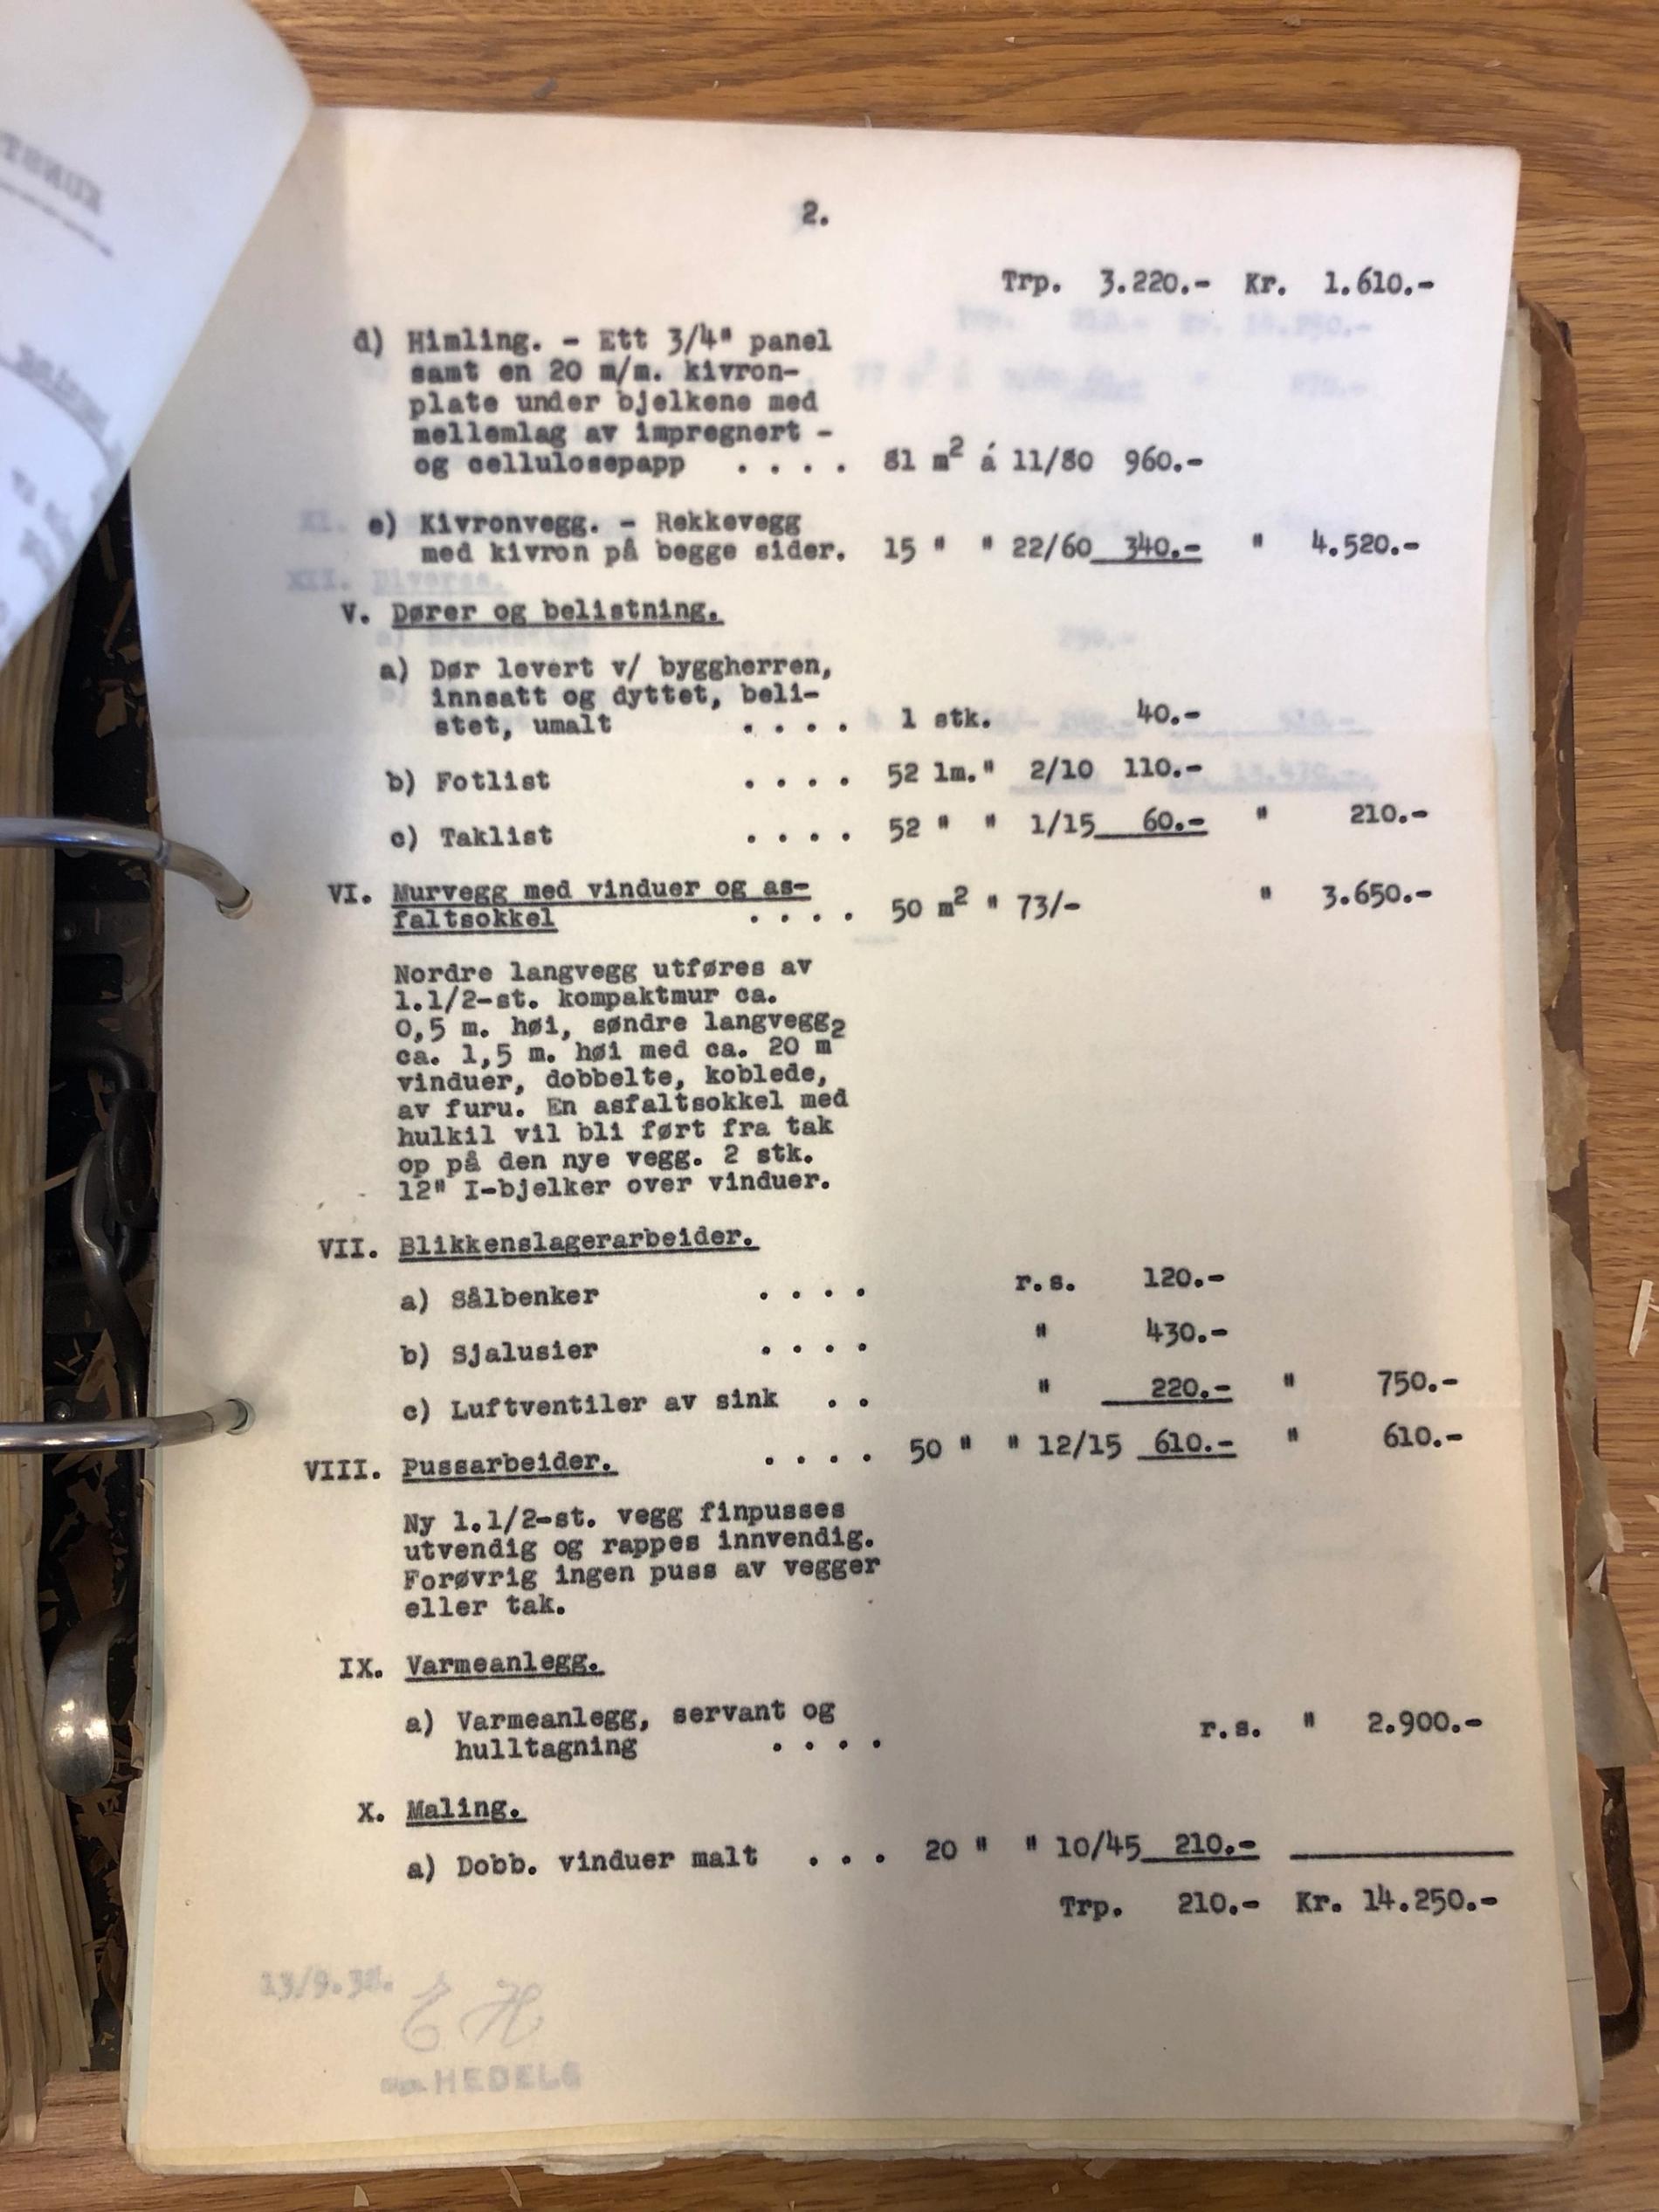 2.
Trp. 3.220.- Kr. 1.610.-
d) Himling. - Ett 3/4" panel
samt en 20 m/m. kivron-
plate under bjelkene med
mellemlag av impregnert -
og cellulosepapp . . . . 81 m2 á 11/80 960.-
e) Kivronvegg. - Rekkevegg
med kivron på begge sider. 15 " " 22/60 340.- " 4.520.-
V. Dører og belistning.
a) Dør levert v/ byggherren,
innsatt og dyttet, beli-
stet, umalt . . . . 1 stk. 40.-
b) Fotlist . . . . 52 lm." 2/10 110.-
c) Taklist . . . . 52 " " 1/15 60.- " 210.-
VI. Murvegg med vinduer og as-
faltsokkel . . . . 50 m2 " 73/- " 3.650.-
Nordre langvegg utføres av
1.1/2-st. kompaktmur ca.
0,5 m. høi, søndre langvegg
ca. 1,5 m. høi med ca. 20 m2
vinduer, dobbelte, koblede,
av furu. En asfaltsokkel med
hulkil vil bli ført fra tak
op på den nye vegg. 2 stk.
12" I-bjelker over vinduer.
VII. Blikkenslagerarbeider.
a) Sålbenker . . . . r.s. 120.-
b) Sjalusier . . . . " 430.-
c) Luftventiler av sink . . " 220.- " 750.-
VIII. Pussarbeider. . . . . 50 " " 12/15 610.- " 610.-
Ny 1.1/2-st. vegg finpusses
utvendig og rappes innvendig.
Forøvrig ingen puss av vegger
eller tak.
IX. Varmeanlegg.
a) Varmeanlegg, servant og
hulltagning . . . . r.s. " 2.900.-
X. Maling.
a) Dobb. vinduer malt . . . 20 " " 10/45 210.-
Trp. 210.- Kr. 14.250.-
EH
HEDELG